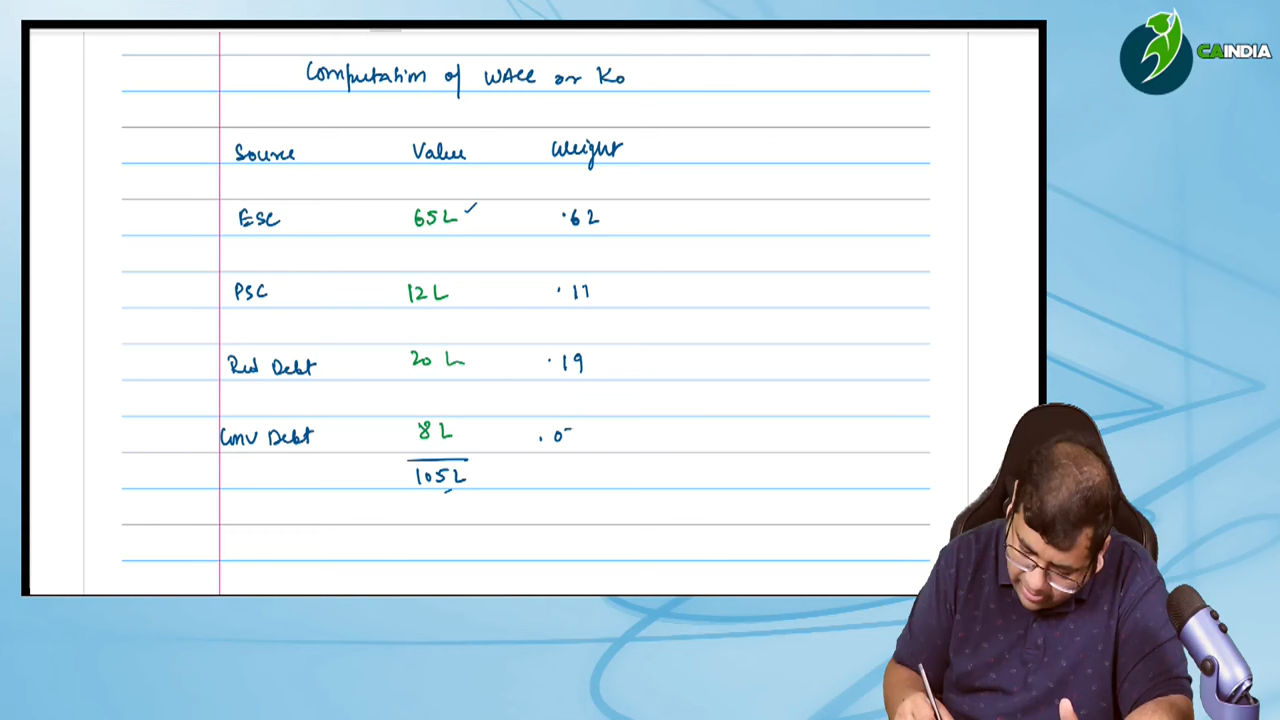 CAINDIA
Computation of WACC or Ko
Source Value Weight
ESC 65L ✓ .62
PSC 12L .11
Red Debt 20 L .19
Conv Debt 8L .0
105L